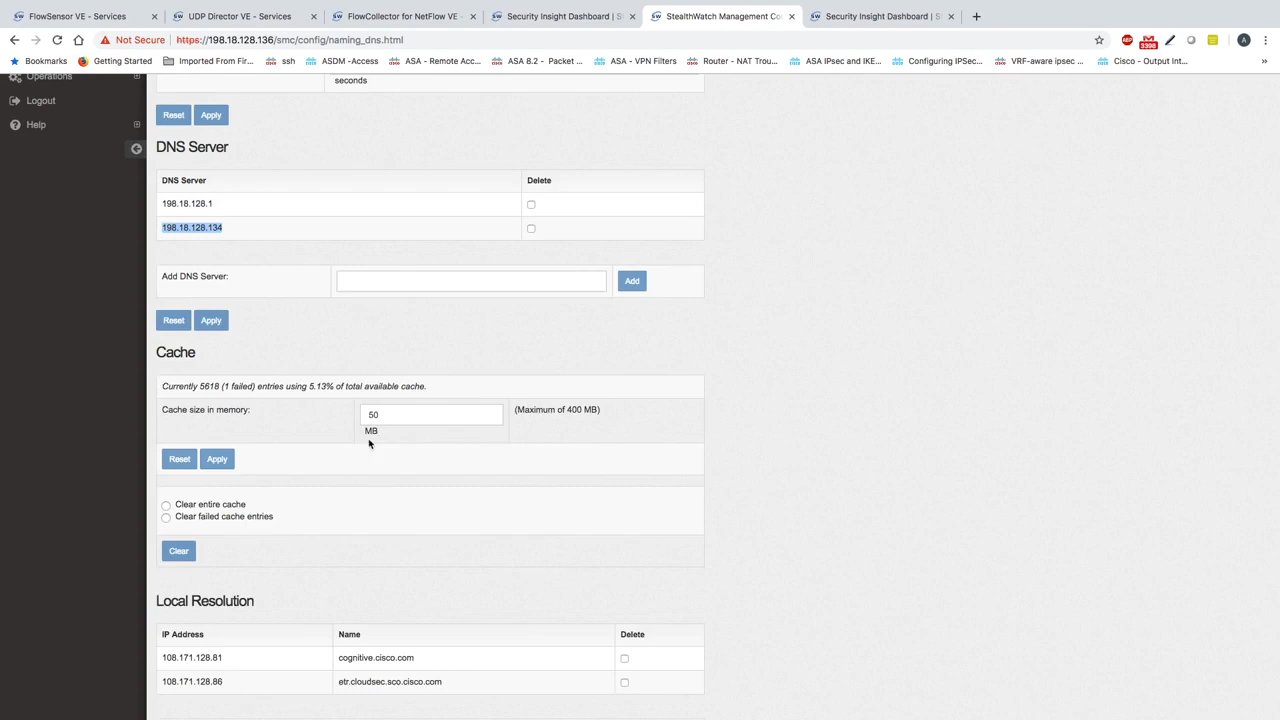 FlowSensor VE - Services
UDP Director VE - Services
FlowCollector for NetFlow VE -
Security Insight Dashboard | St
StealthWatch Management Co
Security Insight Dashboard | St
Not Secure
https://198.18.128.136/smc/config/naming_dns.html
ABP
5398
A
Bookmarks
Getting Started
Imported From Fir...
ssh
ASDM -Access
ASA - Remote Acc...
ASA 8.2 - Packet ...
ASA - VPN Filters
Router - NAT Trou...
ASA IPsec and IKE...
Configuring IPSec...
VRF-aware ipsec ...
Cisco - Output Int...
»
Operations
Logout
Help
seconds
Reset Apply
DNS Server
DNS Server Delete
198.18.128.1
198.18.128.134
Add DNS Server: Add
Reset Apply
Cache
Currently 5618 (1 failed) entries using 5.13% of total available cache.
Cache size in memory: 50 (Maximum of 400 MB)
MB
Reset Apply
Clear entire cache
Clear failed cache entries
Clear
Local Resolution
IP Address Name Delete
108.171.128.81 cognitive.cisco.com
108.171.128.86 etr.cloudsec.sco.cisco.com